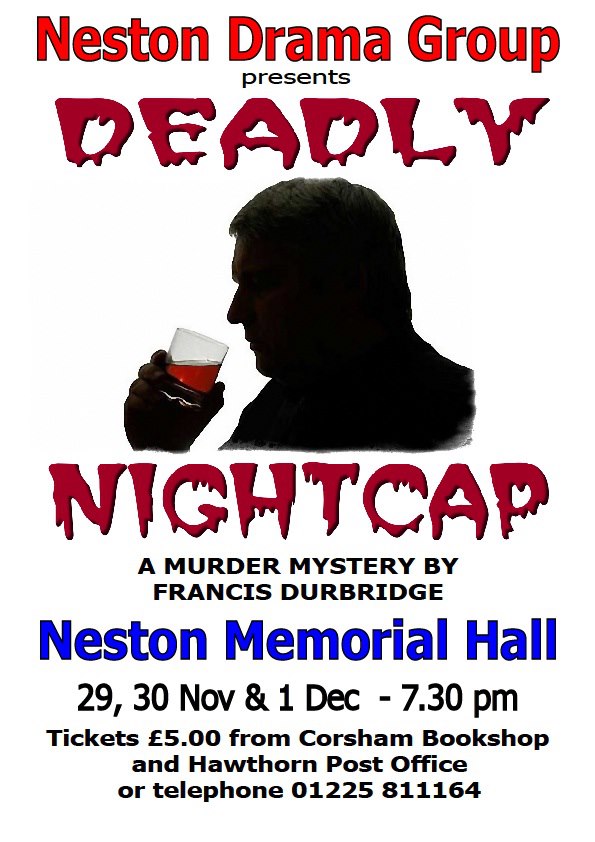 Neston Drama Group
presents
DEADLY
NIGHTCAP
A MURDER MYSTERY BY
FRANCIS DURBRIDGE
Neston Memorial Hall
29, 30 Nov & 1 Dec - 7.30 pm
Tickets £5.00 from Corsham Bookshop
and Hawthorn Post Office
or telephone 01225 811164